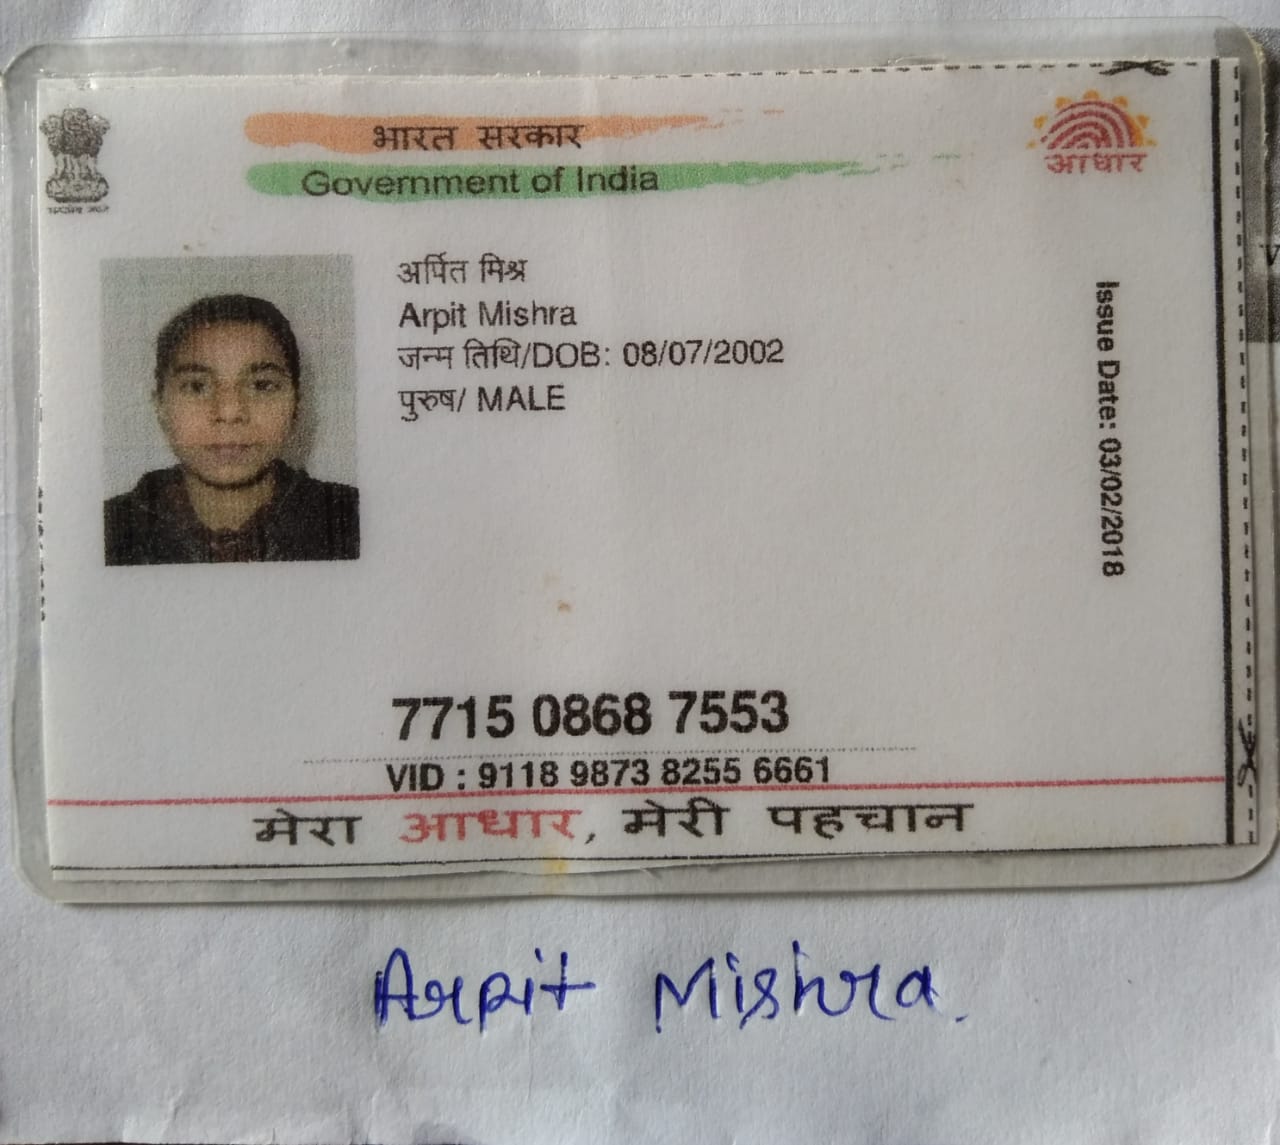 भारत सरकार
Government of India
आधार
अर्पित मिश्र
Arpit Mishra
जन्म तिथि/DOB: 08/07/2002
पुरुष/ MALE
Issue Date: 03/02/2018
7715 0868 7553
VID : 9118 9873 8255 6661
मेरा आधार, मेरी पहचान
Arpit Mishra.